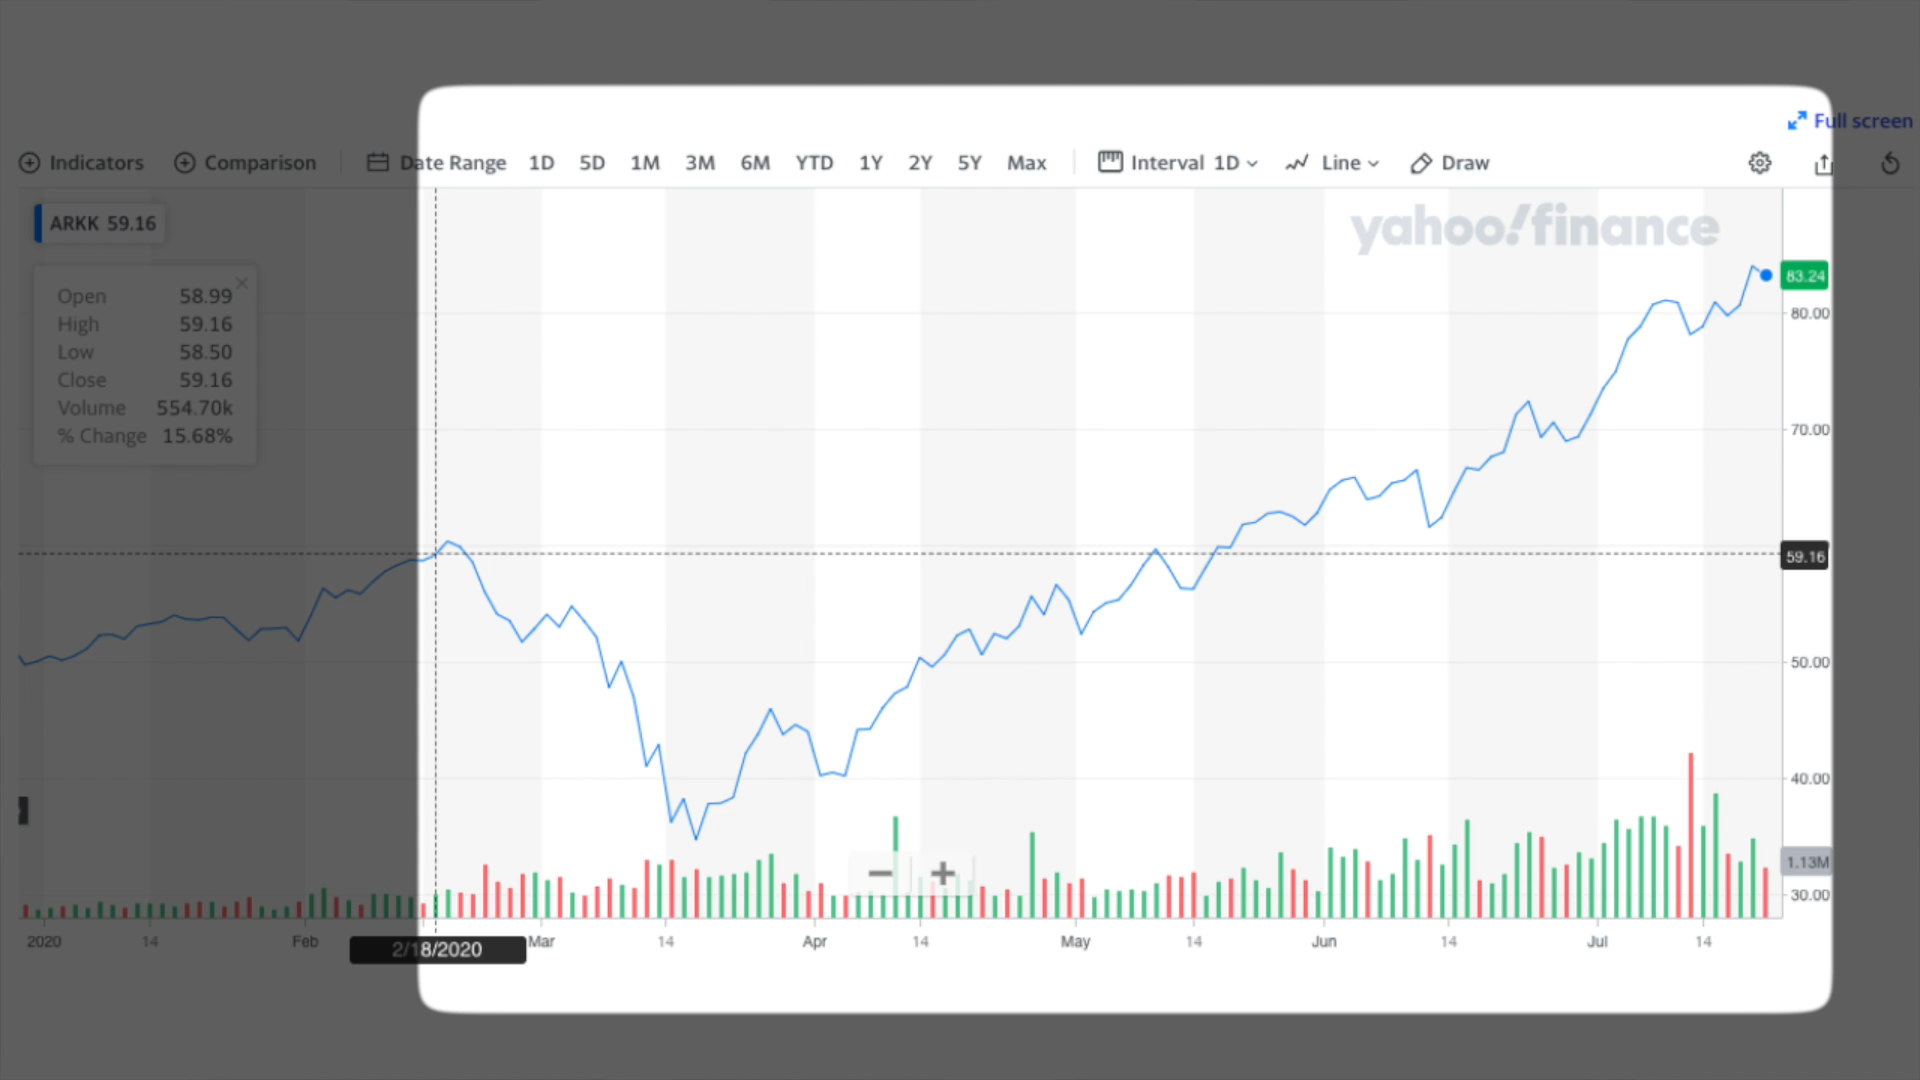 Full screen
Indicators Comparison Date Range 1D 5D 1M 3M 6M YTD 1Y 2Y 5Y Max Interval 1D Line Draw
ARKK 59.16
yahoo!finance
Open 58.99
High 59.16
Low 58.50
Close 59.16
Volume 554.70k
% Change 15.68%
83.24
80.00
70.00
59.16
50.00
40.00
1.13M
30.00
2020 14 Feb Mar 14 Apr 14 May 14 Jun 14 Jul 14
2/18/2020